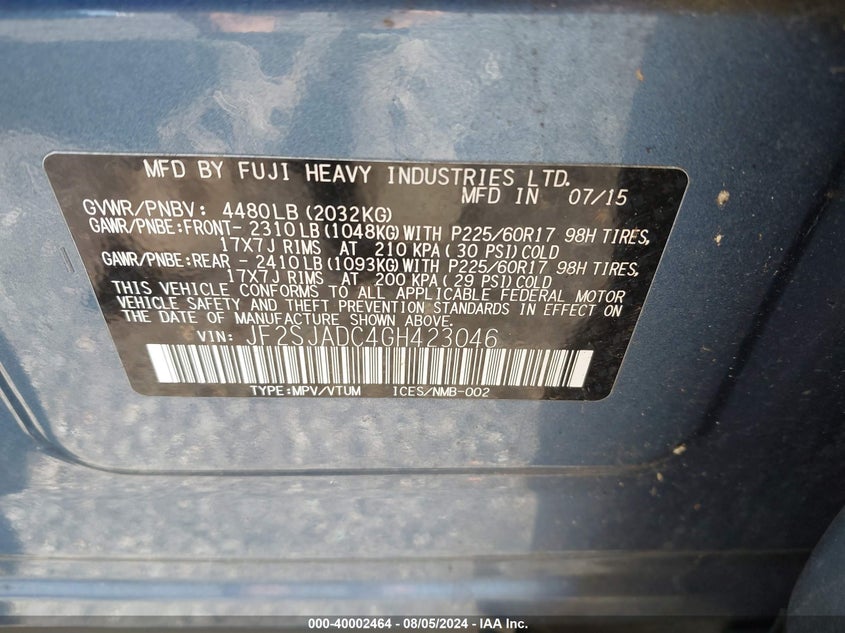 MFD BY FUJI HEAVY INDUSTRIES LTD.
MFD IN 07/15
GVWR/PNBV: 4480LB (2032KG)
GAWR/PNBE:FRONT- 2310LB (1048KG) WITH P225/60R17 98H TIRES,
17X7J RIMS AT 210 KPA (30 PSI) COLD
GAWR/PNBE:REAR - 2410LB (1093KG) WITH P225/60R17 98H TIRES,
17X7J RIMS AT 200 KPA (29 PSI) COLD
THIS VEHICLE CONFORMS TO ALL APPLICABLE FEDERAL MOTOR
VEHICLE SAFETY AND THEFT PREVENTION STANDARDS IN EFFECT ON
THE DATE OF MANUFACTURE SHOWN ABOVE.
VIN: JF2SJADC4GH423046
TYPE:MPV/VTUM ICES/NMB-002
000-40002464 - 08/05/2024 - IAA Inc.